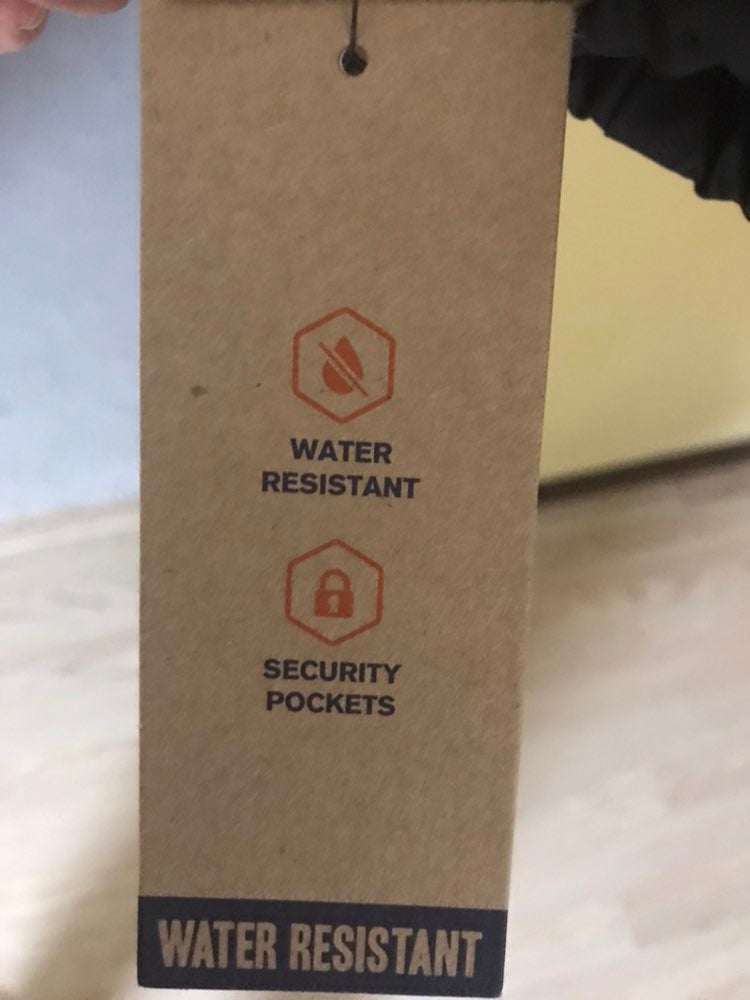 WATER
RESISTANT
SECURITY
POCKETS
WATER RESISTANT